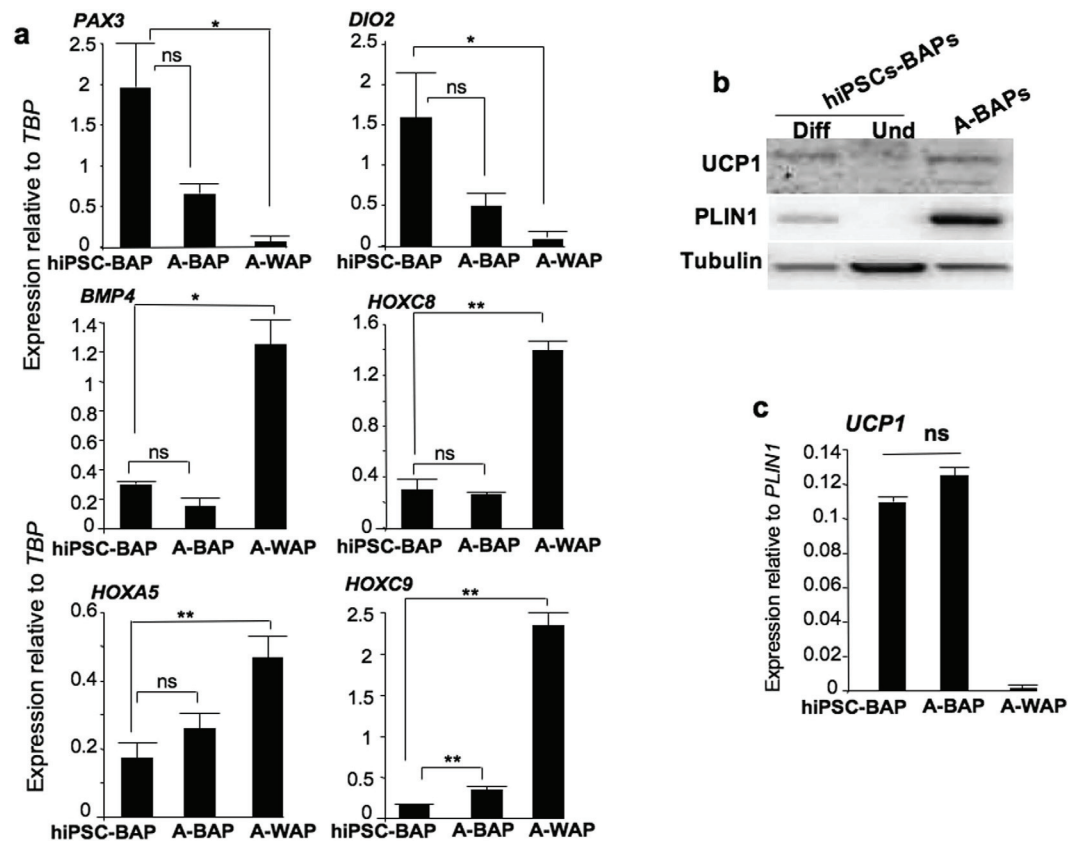 a
PAX3
*
ns
2.5
2
1.5
1
0.5
0
hiPSC-BAP A-BAP A-WAP
DIO2
*
ns
2.5
2
1.5
1
0.5
0
hiPSC-BAP A-BAP A-WAP
Expression relative to TBP
BMP4
*
ns
1.4
1.2
1
0.8
0.6
0.4
0.2
0
hiPSC-BAP A-BAP A-WAP
HOXC8
**
ns
1.6
1.2
0.8
0.4
0
hiPSC-BAP A-BAP A-WAP
Expression relative to TBP
HOXA5
**
ns
0.6
0.4
0.2
0
hiPSC-BAP A-BAP A-WAP
HOXC9
**
**
2.5
2
1.5
1
0.5
0
hiPSC-BAP A-BAP A-WAP
b
hiPSCs-BAPs
A-BAPs
Diff Und
UCP1
PLIN1
Tubulin
c
UCP1
ns
Expression relative to PLIN1
0.14
0.12
0.1
0.08
0.06
0.04
0.02
0
hiPSC-BAP A-BAP A-WAP